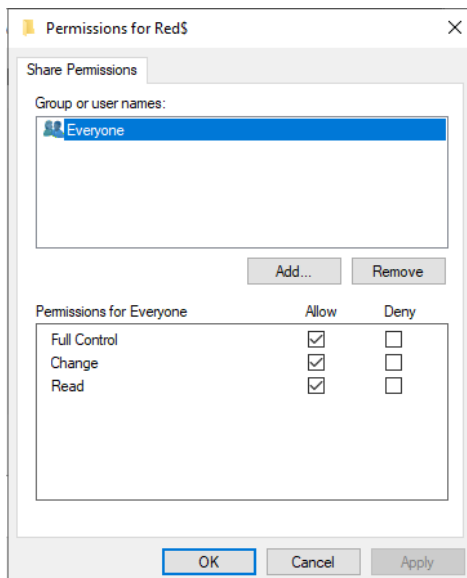 Permissions for Red$
Share Permissions
Group or user names:
Everyone
Add... Remove
Permissions for Everyone Allow Deny
Full Control
Change
Read
OK Cancel Apply